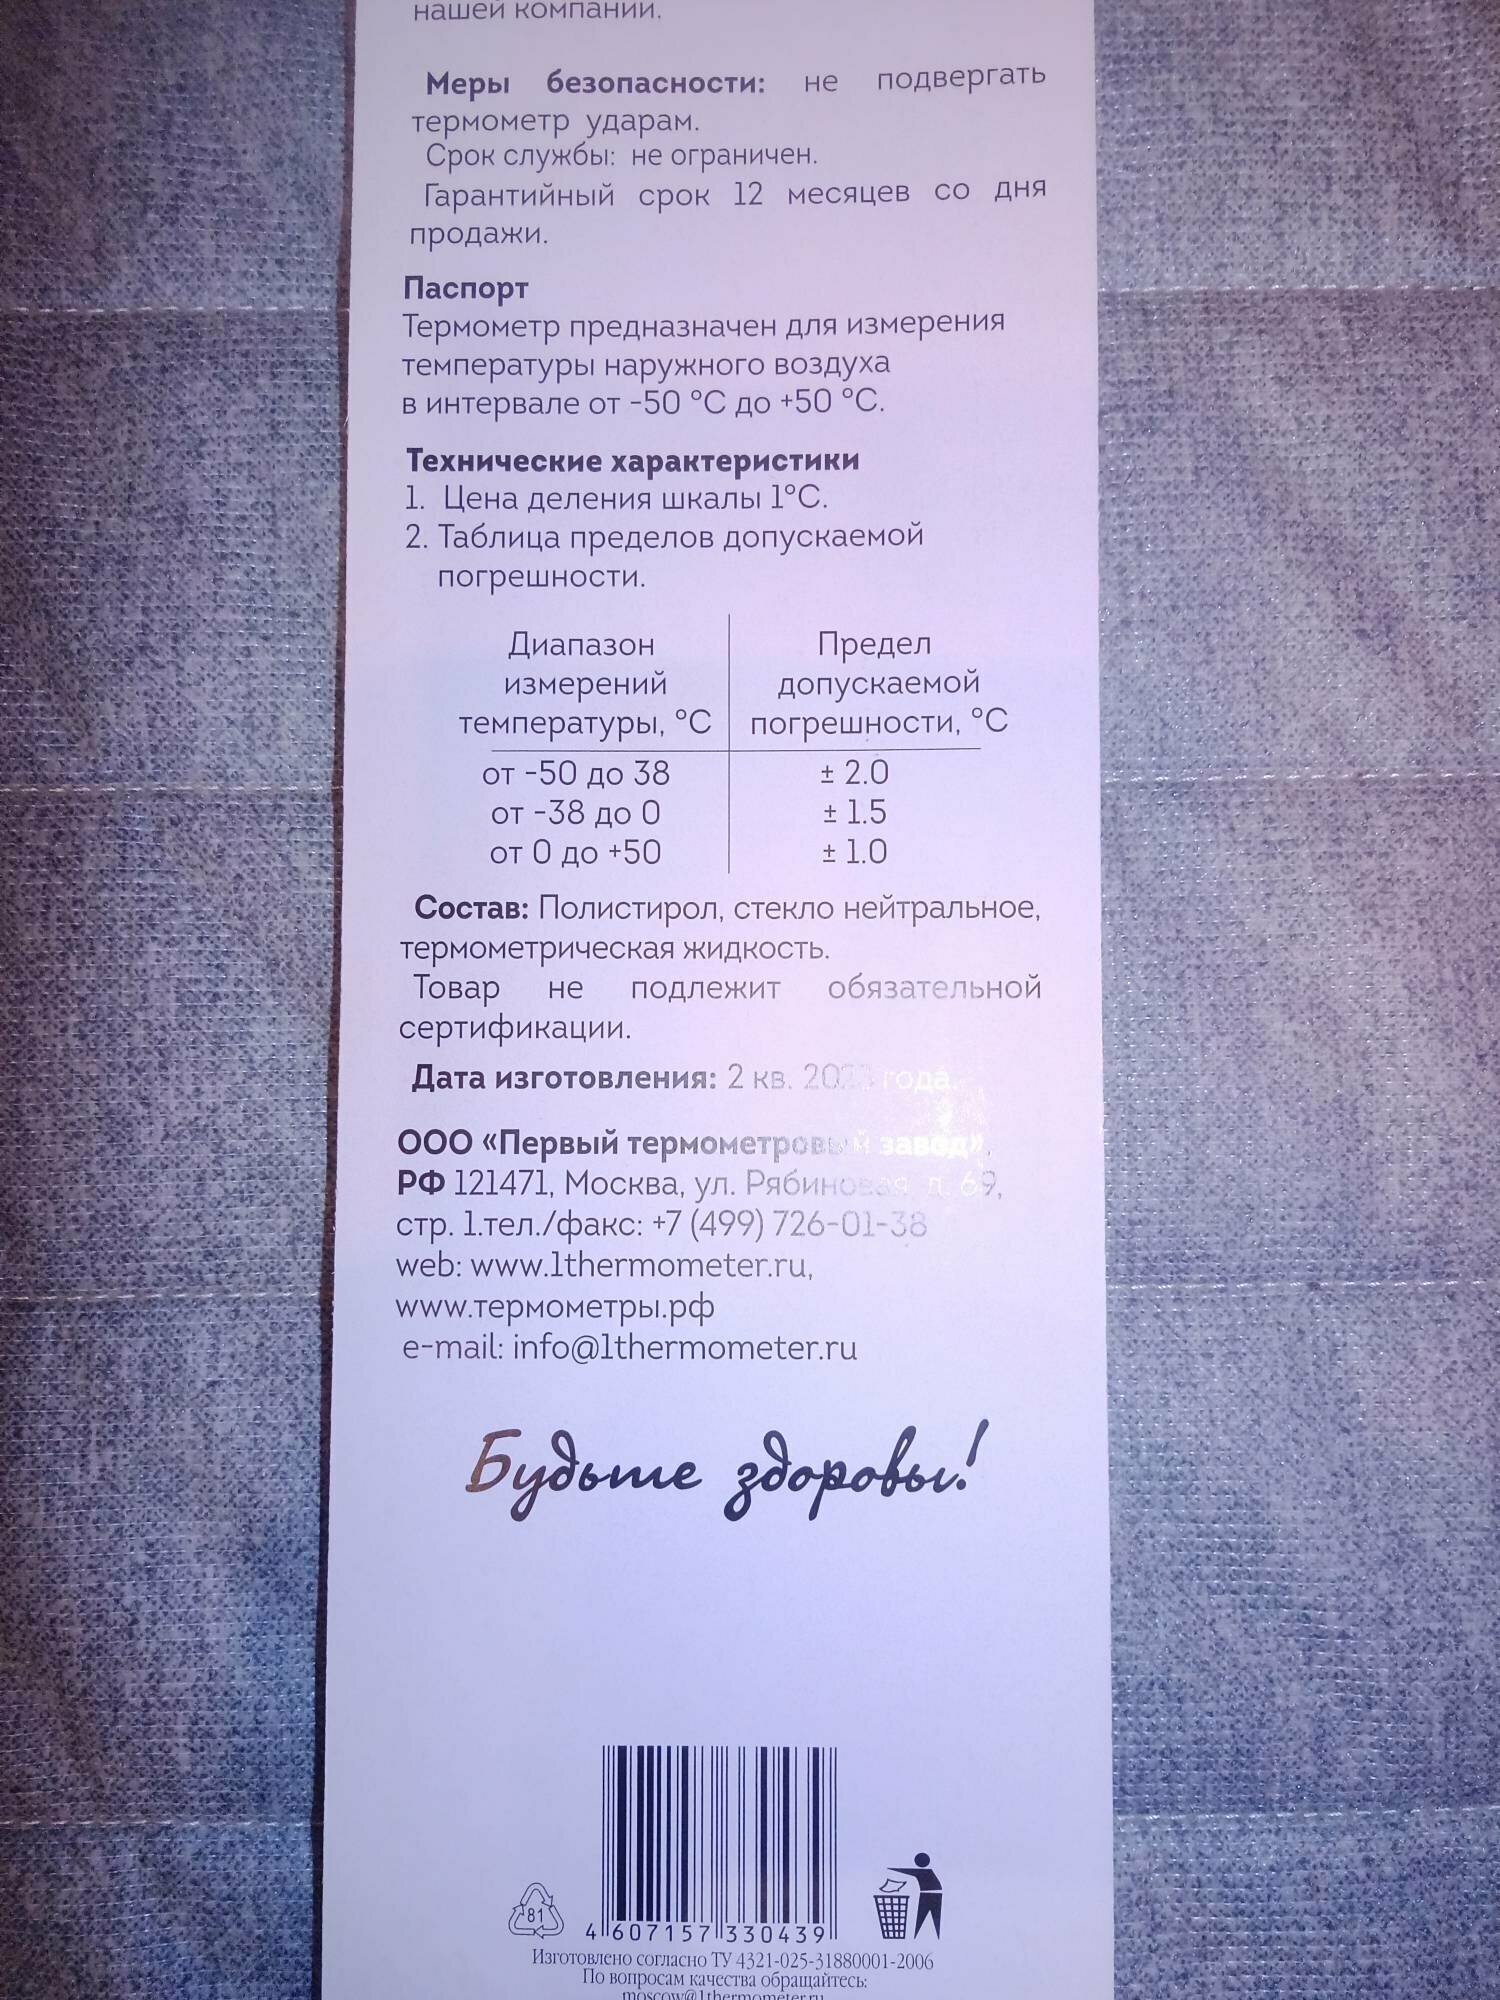 нашей компании.
Меры безопасности: не подвергать
термометр ударам.
Срок службы: не ограничен.
Гарантийный срок 12 месяцев со дня
продажи.
Паспорт
Термометр предназначен для измерения
температуры наружного воздуха
в интервале от -50 °С до +50 °С.
Технические характеристики
1. Цена деления шкалы 1°С.
2. Таблица пределов допускаемой
погрешности.
Диапазон Предел
измерений допускаемой
температуры, °С погрешности, °С
от -50 до 38 ± 2.0
от -38 до 0 ± 1.5
от 0 до +50 ± 1.0
Состав: Полистирол, стекло нейтральное,
термометрическая жидкость.
Товар не подлежит обязательной
сертификации.
Дата изготовления: 2 кв. года.
ООО «Первый термометровый завод»,
РФ 121471, Москва, ул. Рябиновая, д. 69,
стр. 1.тел./факс: +7 (499) 726-01-38
web: www.1thermometer.ru,
www.термометры.рф
e-mail: info@1thermometer.ru
Будьте здоровы!
81
4 607157 330439
Изготовлено согласно ТУ 4321-025-31880001-2006
По вопросам качества обращайтесь:
moscow@1thermometer.ru